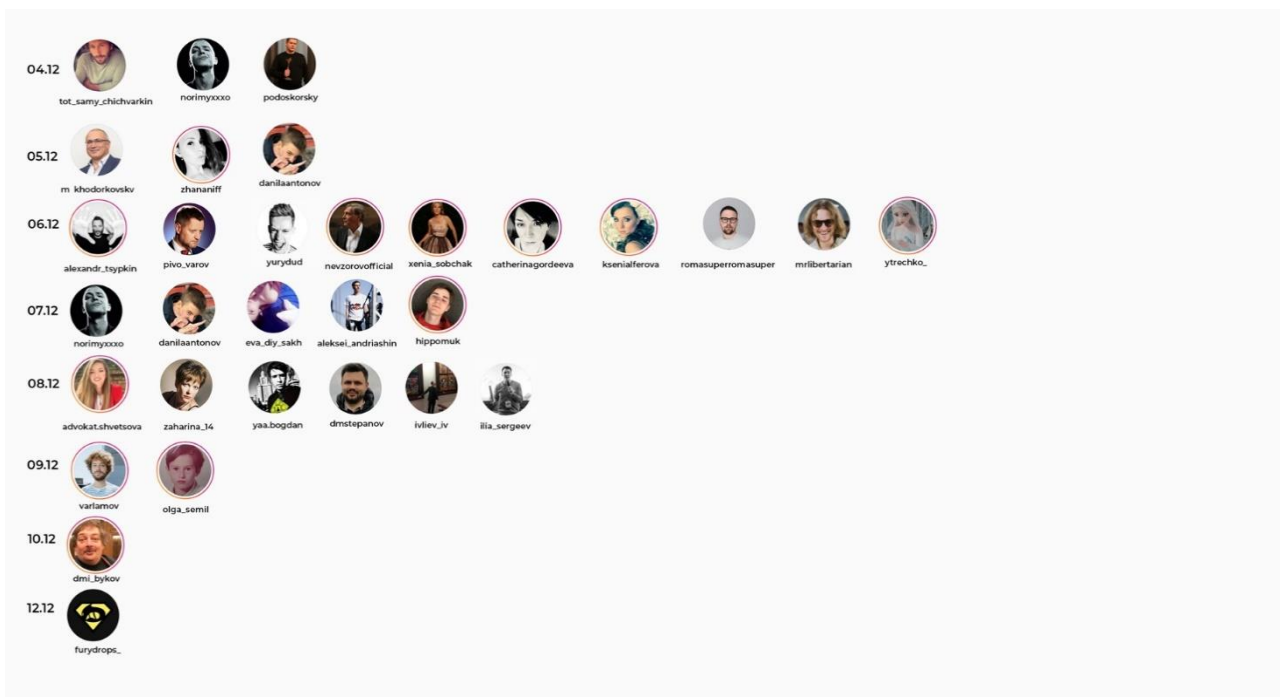 04.12
tot_samy_chichvarkin norimyxxxo podoskorsky
05.12
m khodorkovskv zhananiff danilaantonov
06.12
alexandr_tsypkin pivo_varov yurydud nevzorovofficial xenia_sobchak catherinagordeeva ksenialferova romasuperromasuper mrlibertarian ytrechko_
07.12
norimyxxxo danilaantonov eva_diy_sakh aleksei_andriashin hippomuk
08.12
advokat.shvetsova zaharina_14 yaa.bogdan dmstepanov ivliev_iv ilia_sergeev
09.12
varlamov olga_semil
10.12
dmi_bykov
12.12
furydrops_